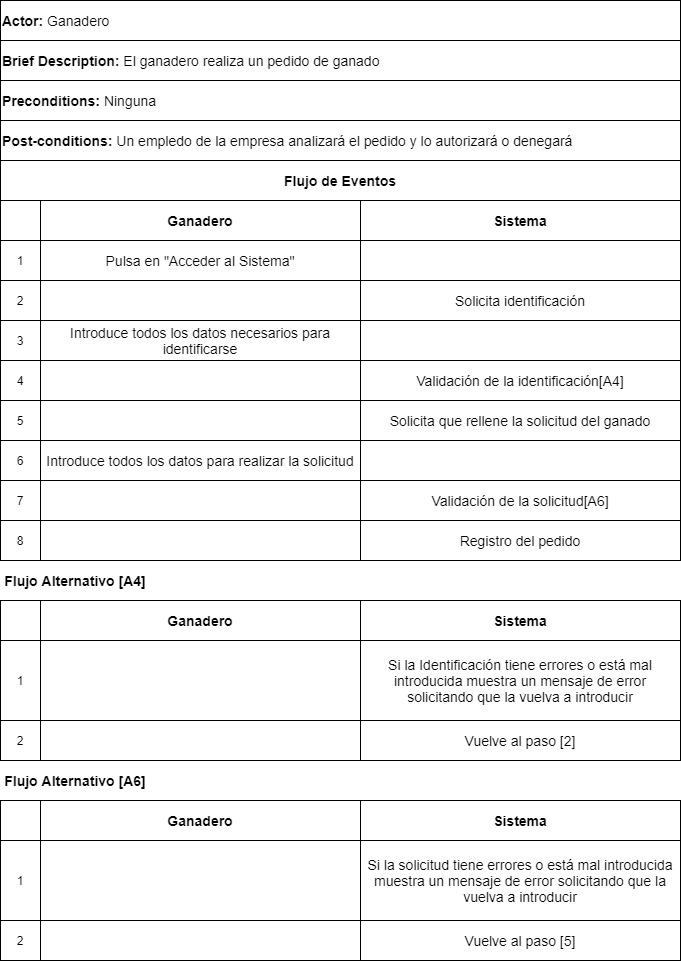 Actor: Ganadero
Brief Description: El ganadero realiza un pedido de ganado
Preconditions: Ninguna
Post-conditions: Un empledo de la empresa analizará el pedido y lo autorizará o denegará
Flujo de Eventos
Ganadero Sistema
1 Pulsa en "Acceder al Sistema"
2 Solicita identificación
3 Introduce todos los datos necesarios para
identificarse
4 Validación de la identificación[A4]
5 Solicita que rellene la solicitud del ganado
6 Introduce todos los datos para realizar la solicitud
7 Validación de la solicitud[A6]
8 Registro del pedido
Flujo Alternativo [A4]
Ganadero Sistema
1 Si la Identificación tiene errores o está mal
introducida muestra un mensaje de error
solicitando que la vuelva a introducir
2 Vuelve al paso [2]
Flujo Alternativo [A6]
Ganadero Sistema
1 Si la solicitud tiene errores o está mal introducida
muestra un mensaje de error solicitando que la
vuelva a introducir
2 Vuelve al paso [5]